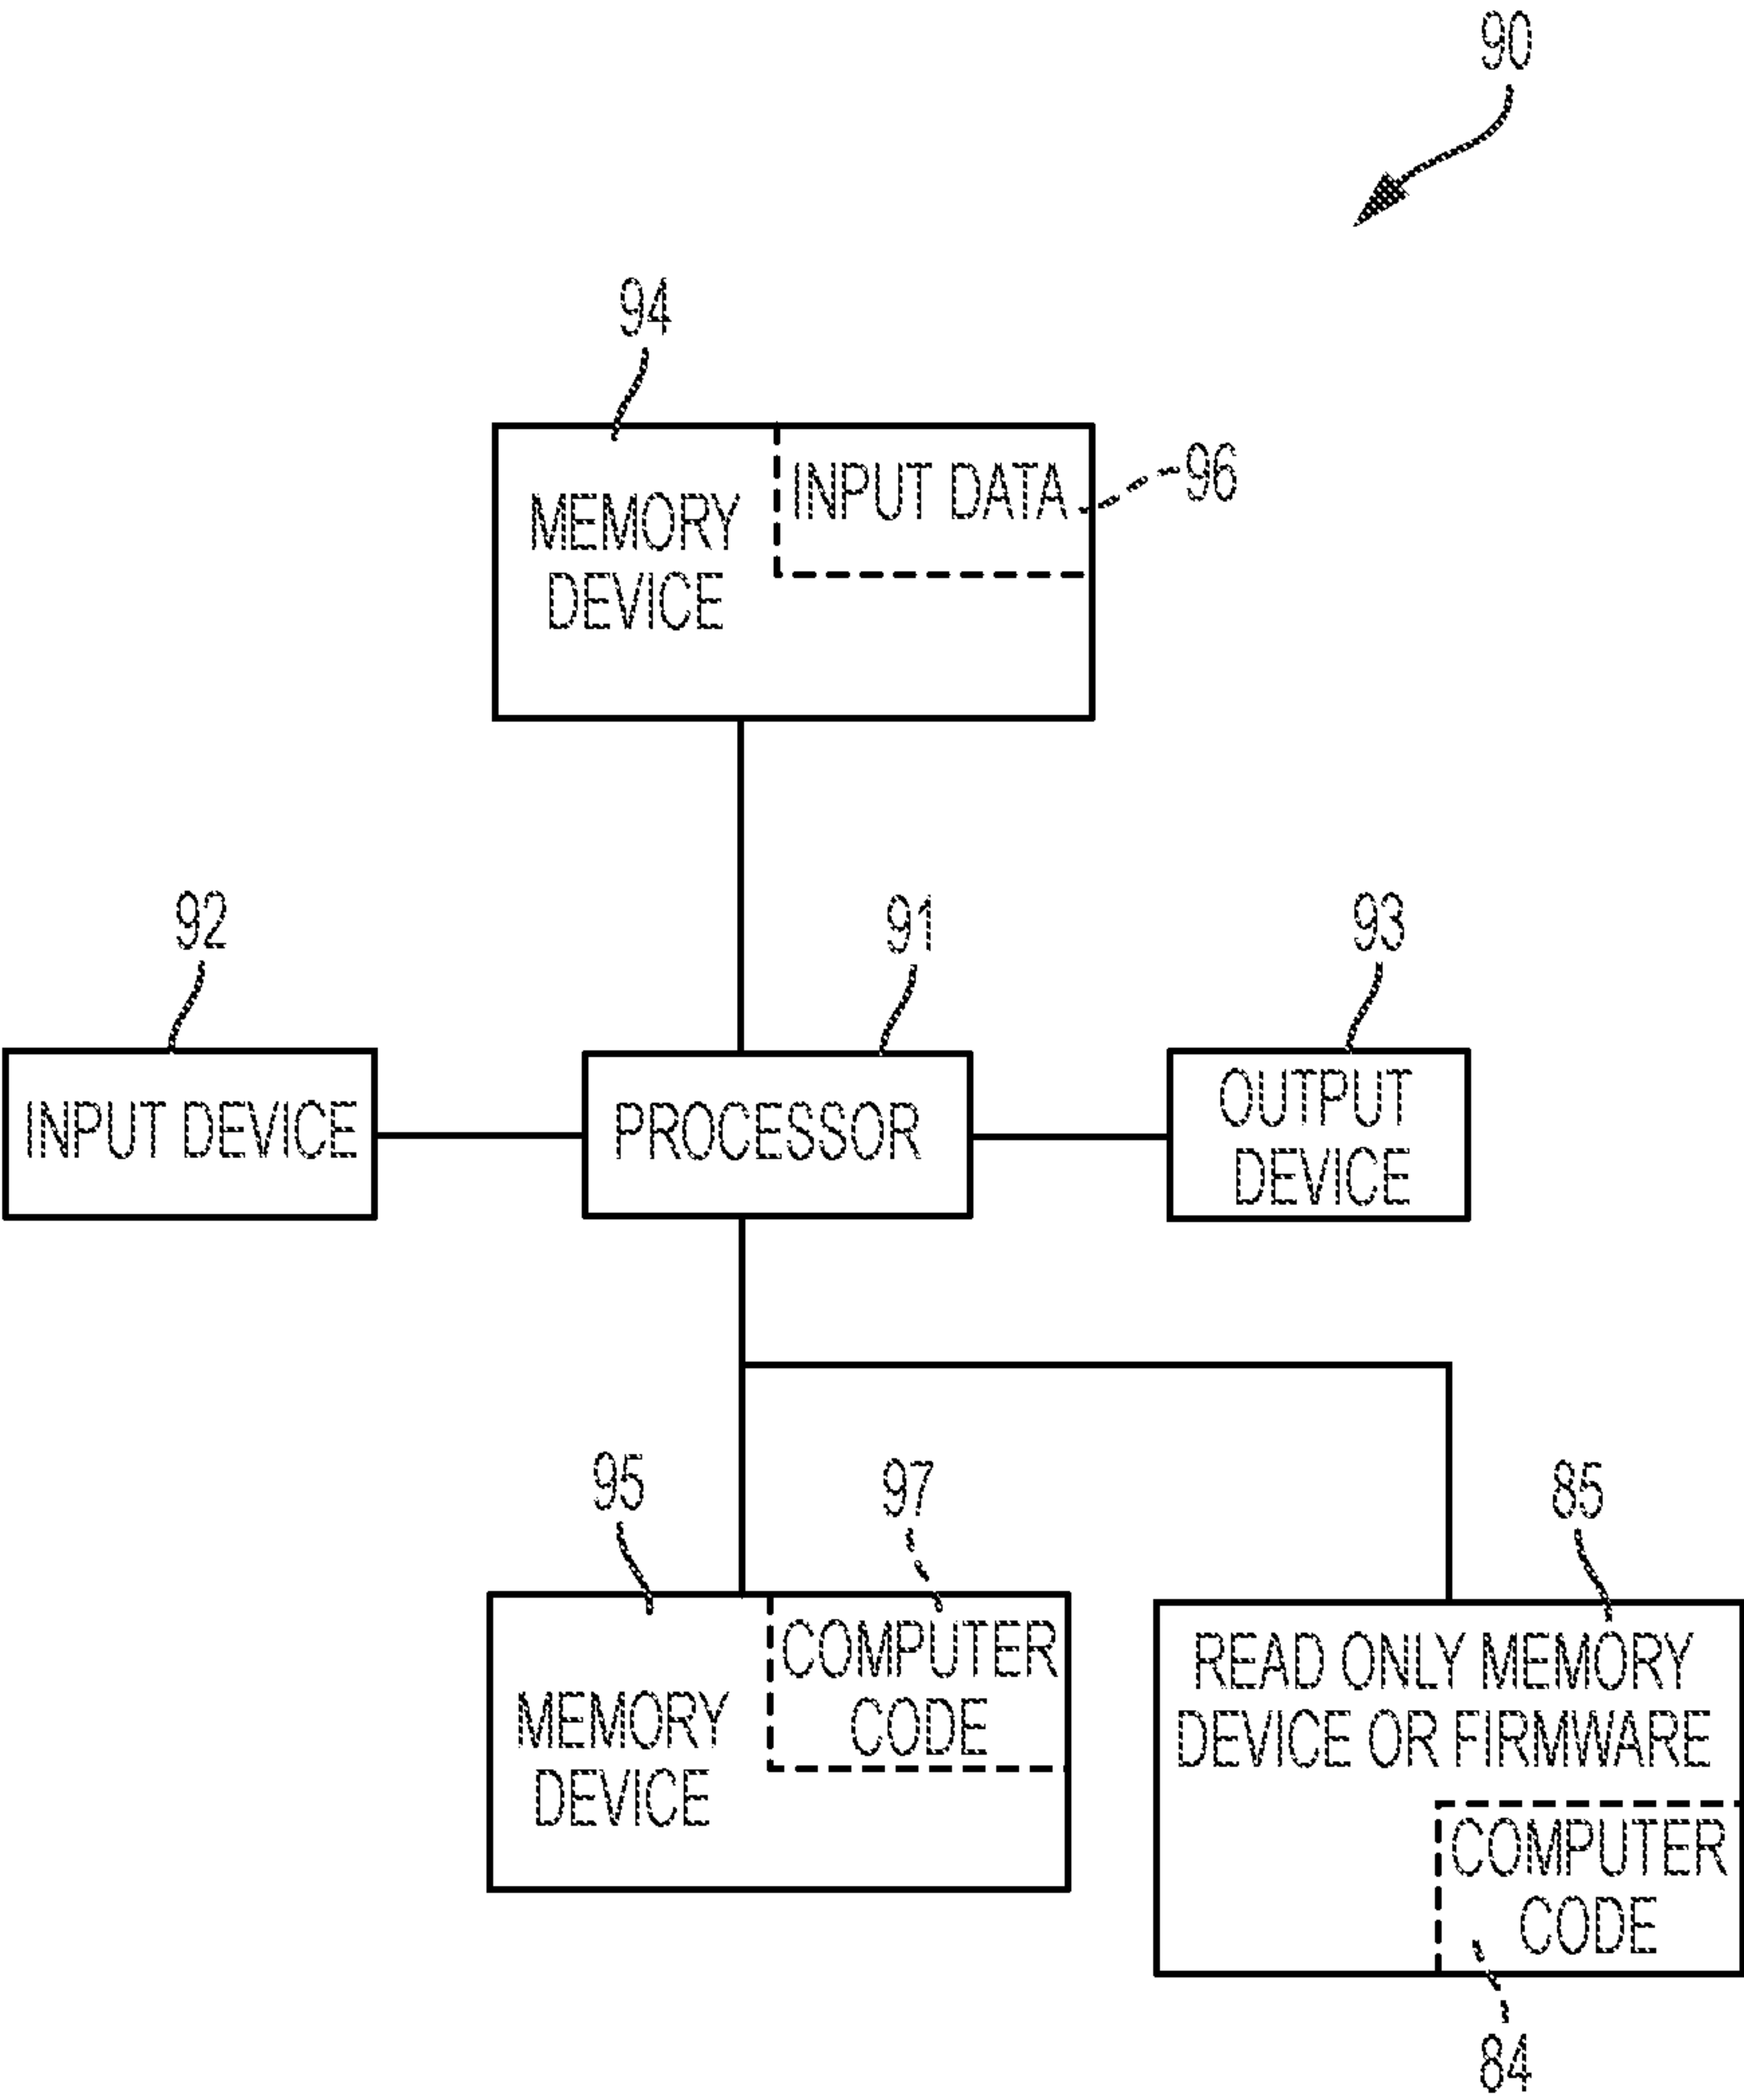 90
94
INPUT DATA
96
MEMORY
DEVICE
92
91
93
INPUT DEVICE
PROCESSOR
OUTPUT
DEVICE
95
97
85
COMPUTER
CODE
MEMORY
DEVICE
READ ONLY MEMORY
DEVICE OR FIRMWARE
COMPUTER
CODE
84